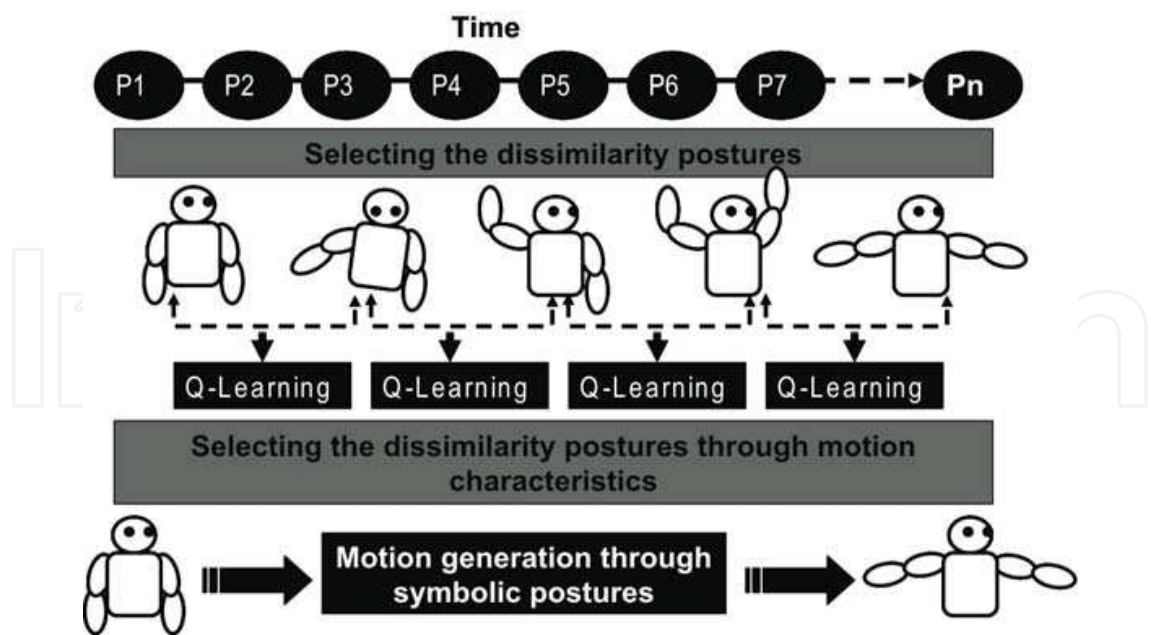 Time
P1 P2 P3 P4 P5 P6 P7 Pn
Selecting the dissimilarity postures
Q-Learning Q-Learning Q-Learning Q-Learning
Selecting the dissimilarity postures through motion
characteristics
Motion generation through
symbolic postures